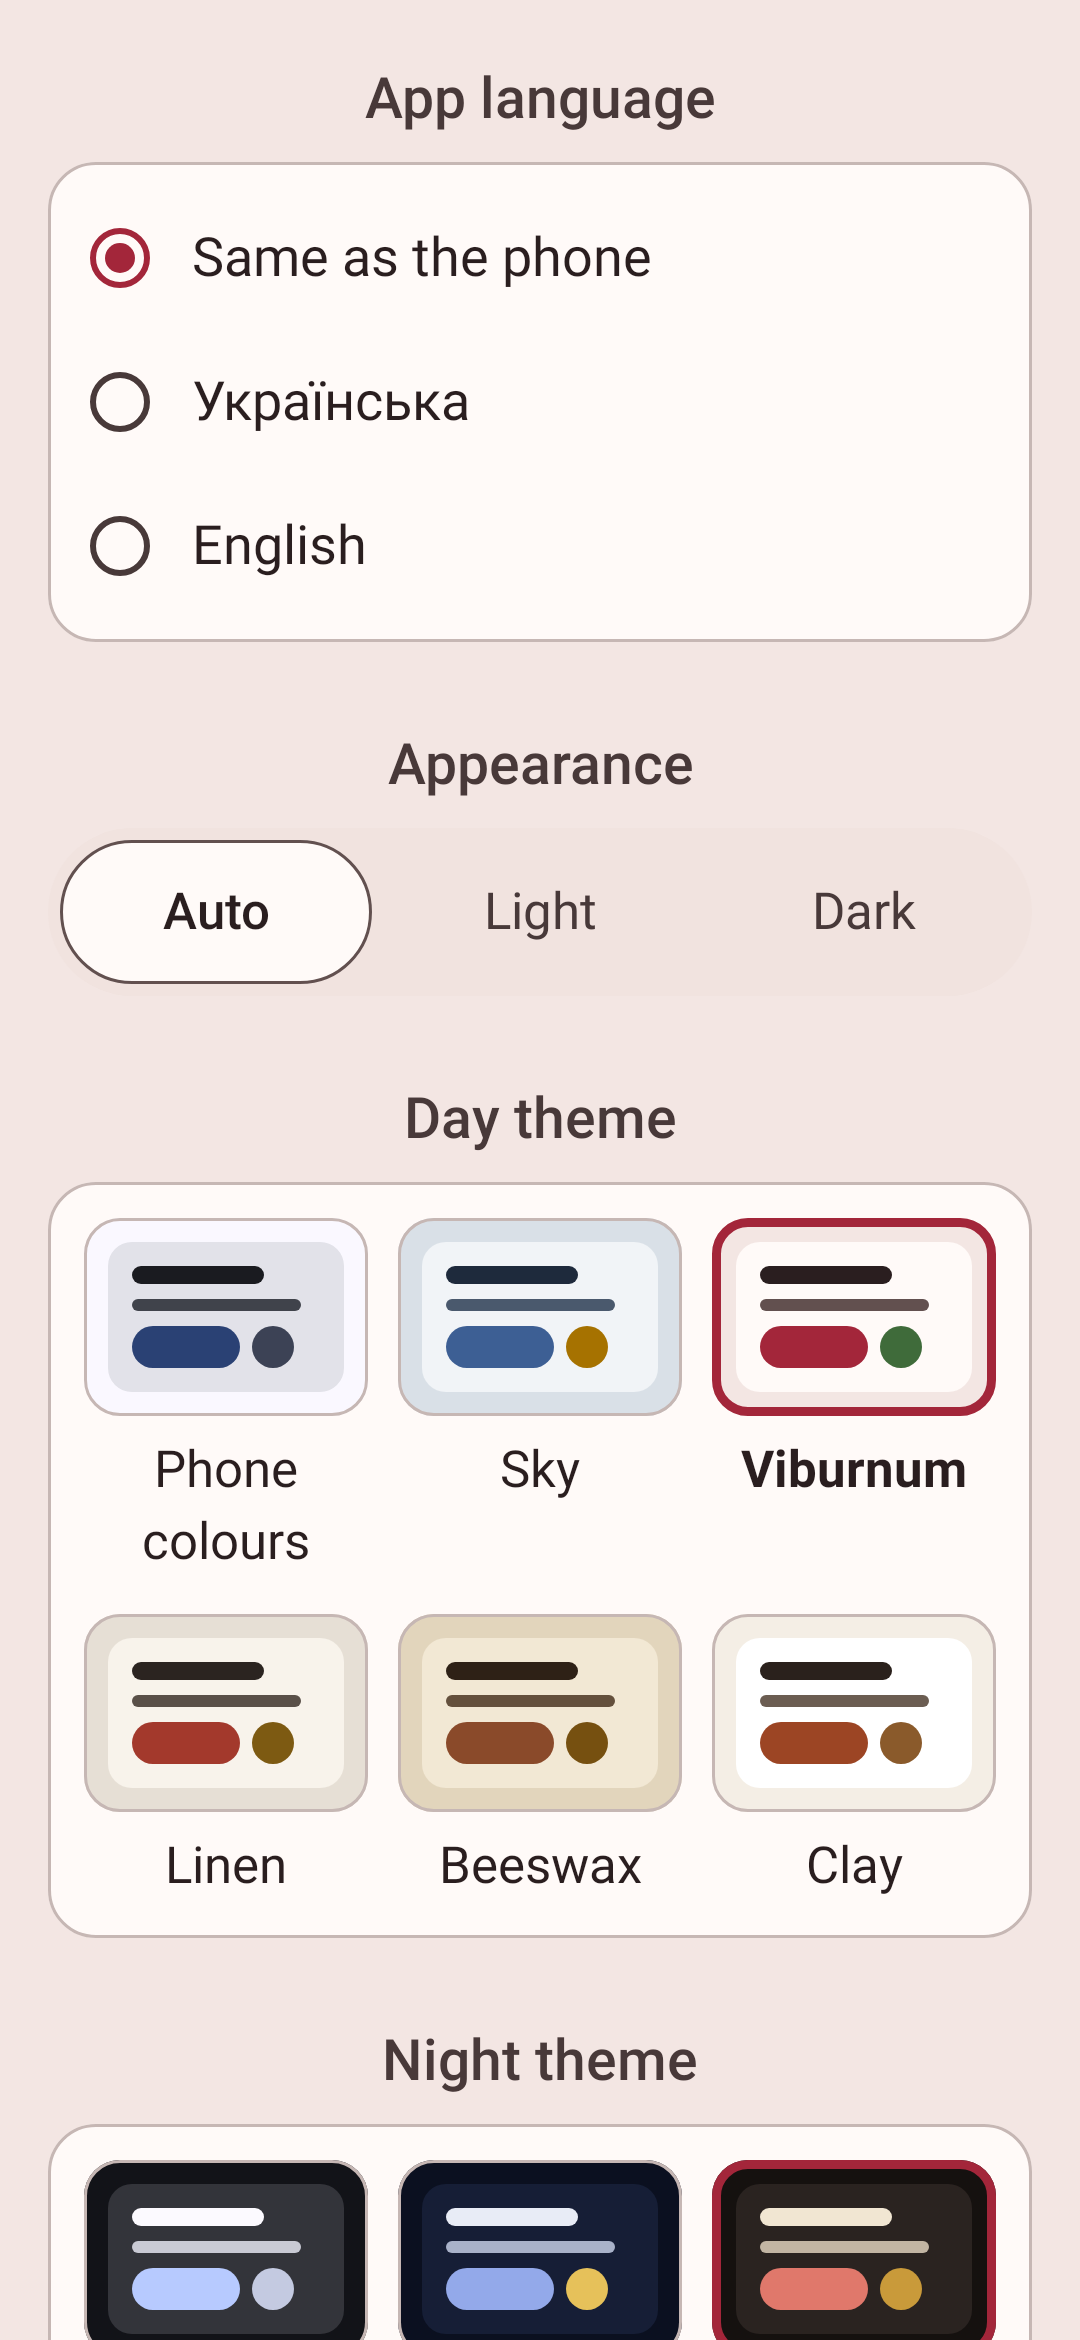 App language
Same as the phone
Українська
English
Appearance
Auto
Light
Dark
Day theme
Phone
colours
Sky
Viburnum
Linen
Beeswax
Clay
Night theme